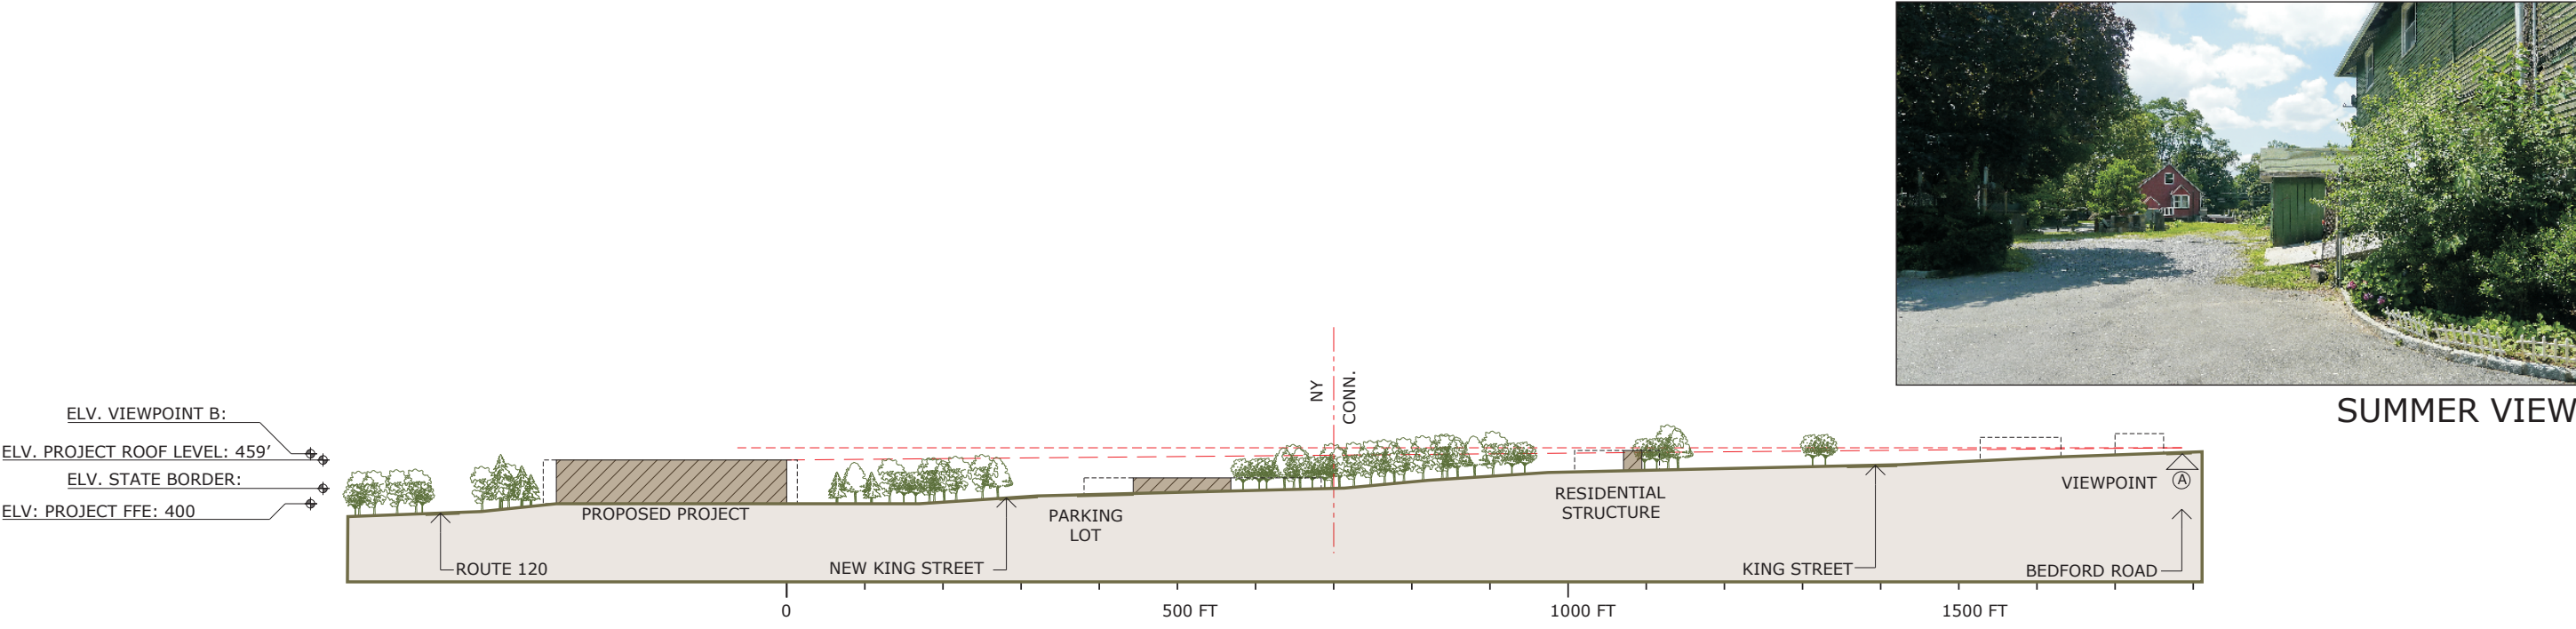 SUMMER VIEW
NY
CONN.
ELV. VIEWPOINT B:
ELV. PROJECT ROOF LEVEL: 459′
ELV. STATE BORDER:
ELV: PROJECT FFE: 400
PROPOSED PROJECT
PARKING
LOT
RESIDENTIAL
STRUCTURE
VIEWPOINT
A
ROUTE 120
NEW KING STREET
KING STREET
BEDFORD ROAD
0
500 FT
1000 FT
1500 FT